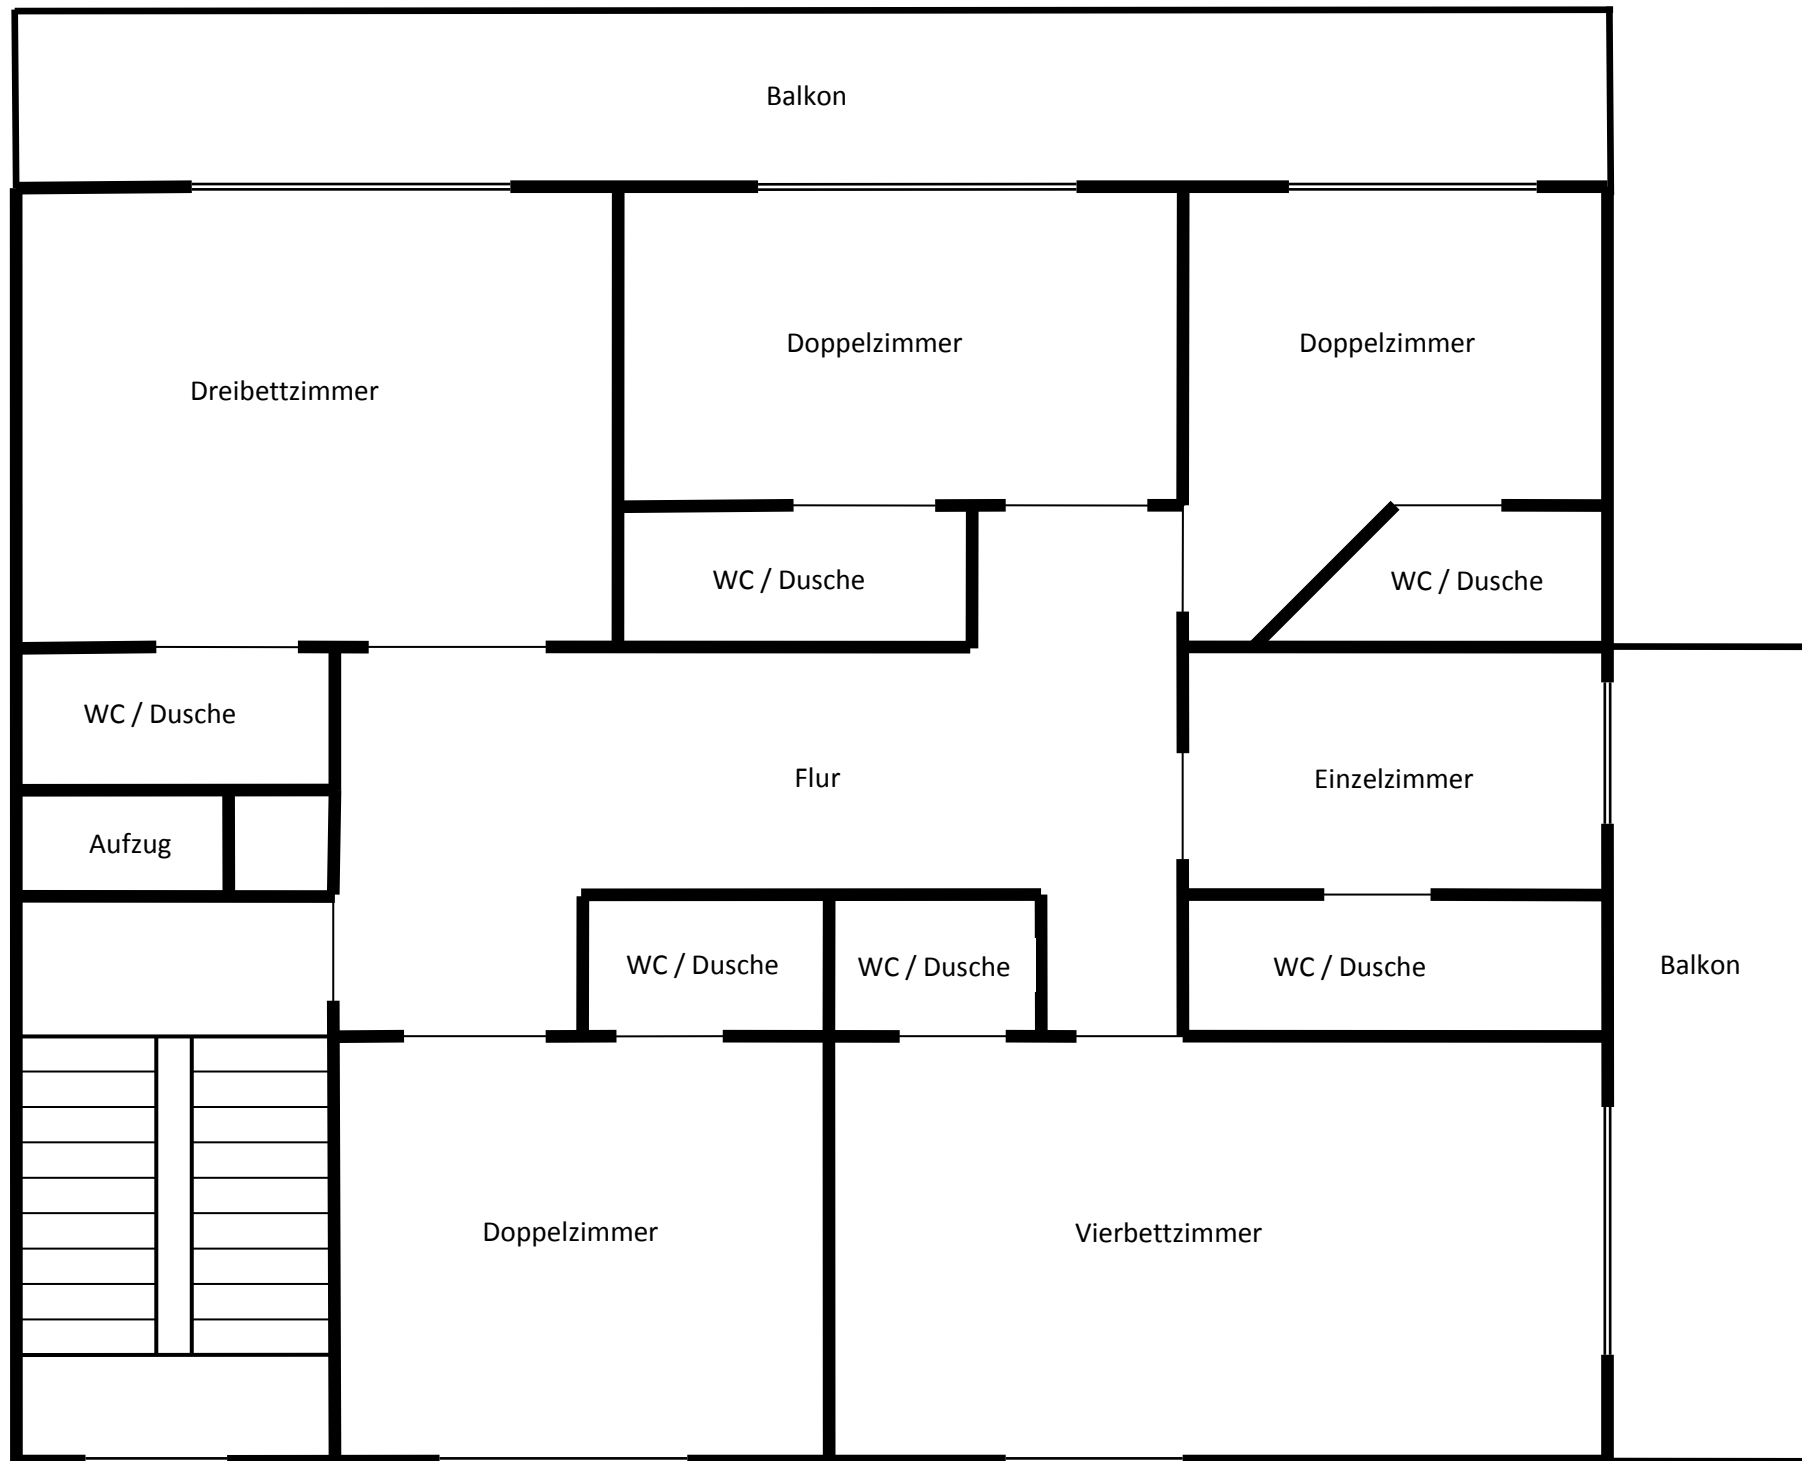 Balkon
Doppelzimmer
Doppelzimmer
Dreibettzimmer
WC / Dusche
WC / Dusche
WC / Dusche
Flur
Einzelzimmer
Aufzug
WC / Dusche
WC / Dusche
WC / Dusche
Balkon
Doppelzimmer
Vierbettzimmer